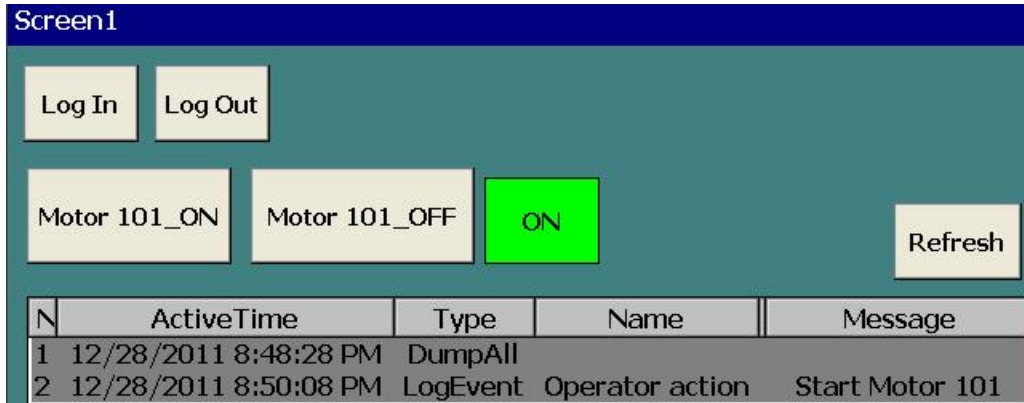 Screen1
Log In Log Out
Motor 101_ON Motor 101_OFF ON
Refresh
N ActiveTime Type Name Message
1 12/28/2011 8:48:28 PM DumpAll
2 12/28/2011 8:50:08 PM LogEvent Operator action Start Motor 101